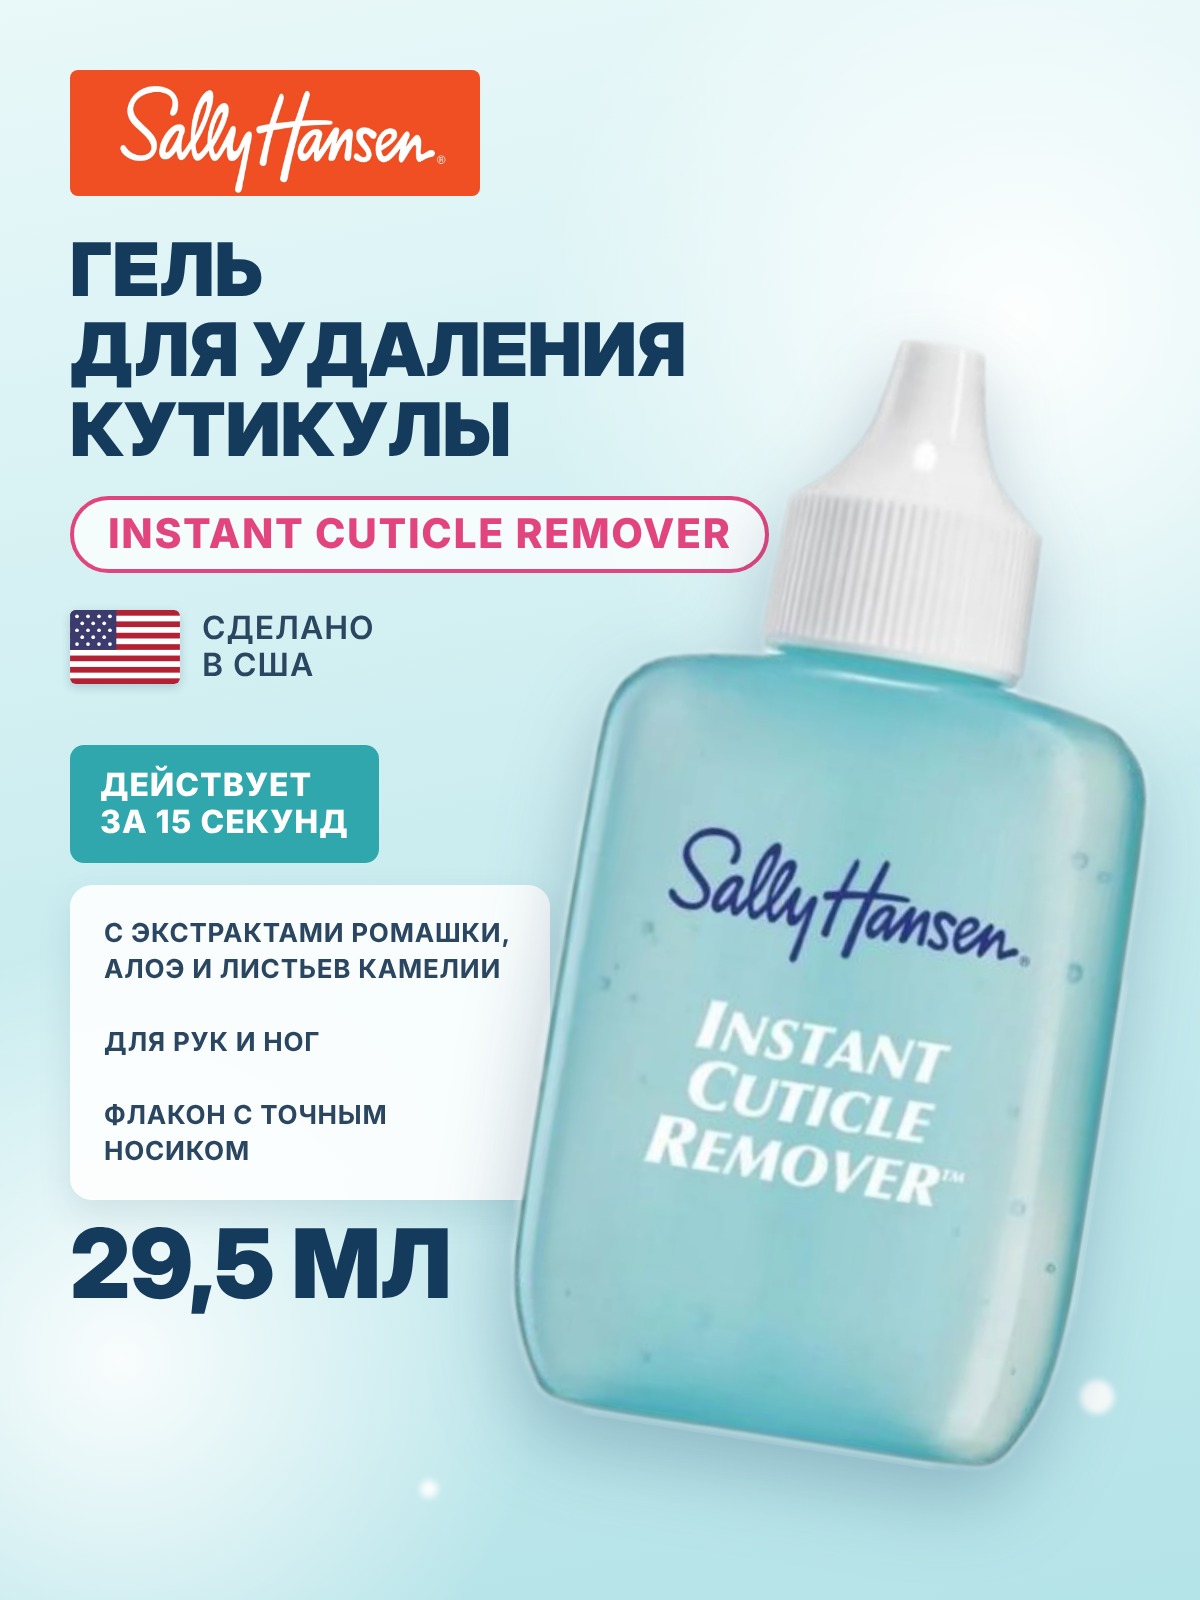 Sally Hansen®
ГЕЛЬ
ДЛЯ УДАЛЕНИЯ
КУТИКУЛЫ
INSTANT CUTICLE REMOVER
СДЕЛАНО
В США
ДЕЙСТВУЕТ
ЗА 15 СЕКУНД
С ЭКСТРАКТАМИ РОМАШКИ,
АЛОЭ И ЛИСТЬЕВ КАМЕЛИИ
ДЛЯ РУК И НОГ
ФЛАКОН С ТОЧНЫМ
НОСИКОМ
29,5 МЛ
Sally Hansen®
INSTANT
CUTICLE
REMOVER™